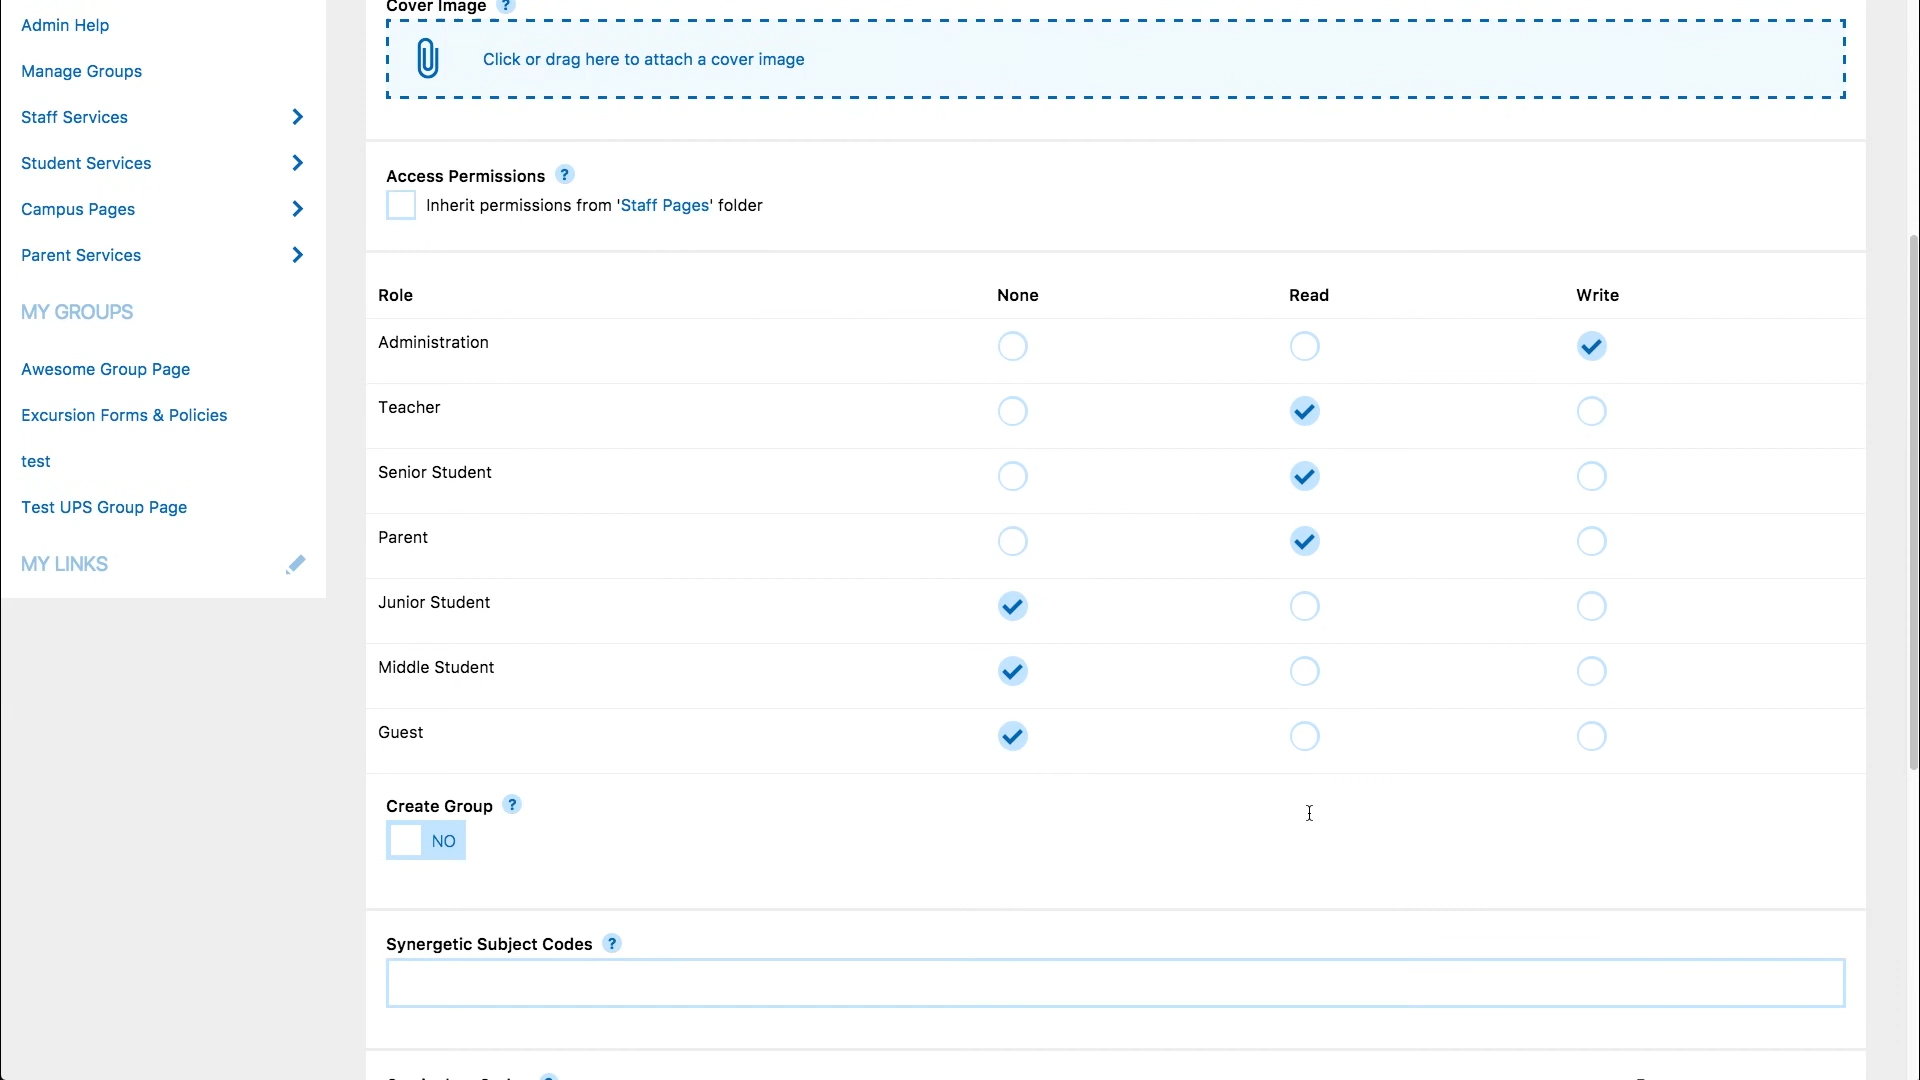 Admin Help
Manage Groups
Staff Services
Student Services
Campus Pages
Parent Services
MY GROUPS
Awesome Group Page
Excursion Forms & Policies
test
Test UPS Group Page
MY LINKS
Cover Image ?
Click or drag here to attach a cover image
Access Permissions ?
Inherit permissions from 'Staff Pages' folder
Role None Read Write
Administration
Teacher
Senior Student
Parent
Junior Student
Middle Student
Guest
Create Group ?
NO
Synergetic Subject Codes ?